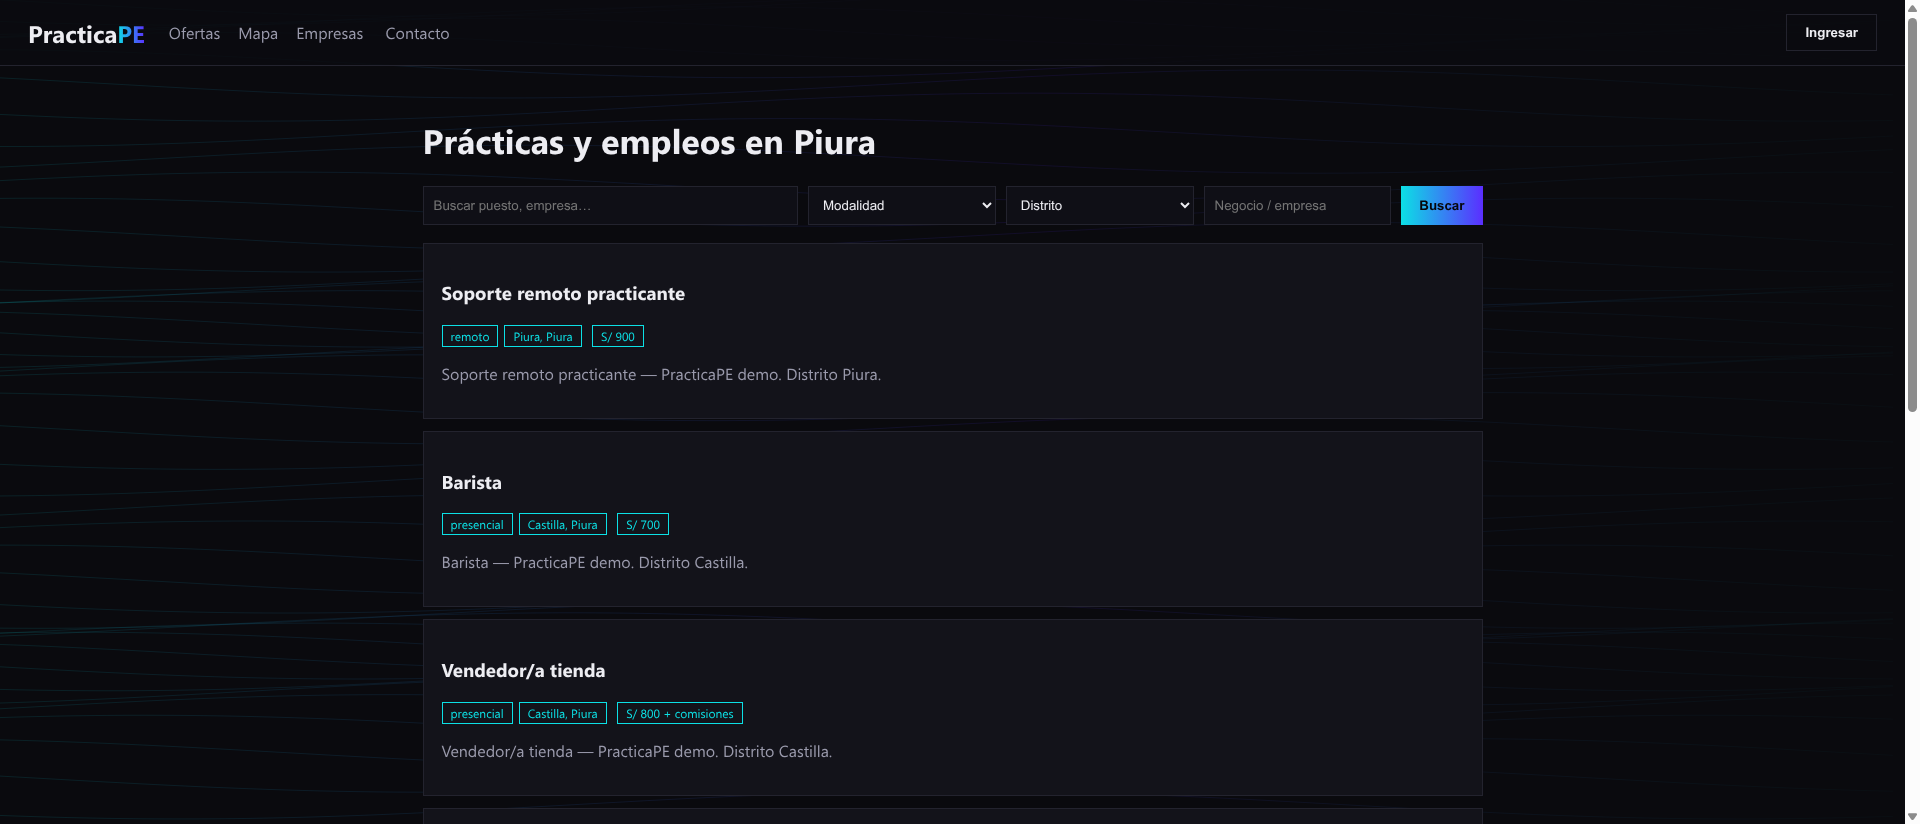 PracticaPE Ofertas Mapa Empresas Contacto Ingresar
Prácticas y empleos en Piura
Buscar puesto, empresa... Modalidad Distrito Negocio / empresa Buscar
Soporte remoto practicante
remoto Piura, Piura S/ 900
Soporte remoto practicante — PracticaPE demo. Distrito Piura.
Barista
presencial Castilla, Piura S/ 700
Barista — PracticaPE demo. Distrito Castilla.
Vendedor/a tienda
presencial Castilla, Piura S/ 800 + comisiones
Vendedor/a tienda — PracticaPE demo. Distrito Castilla.